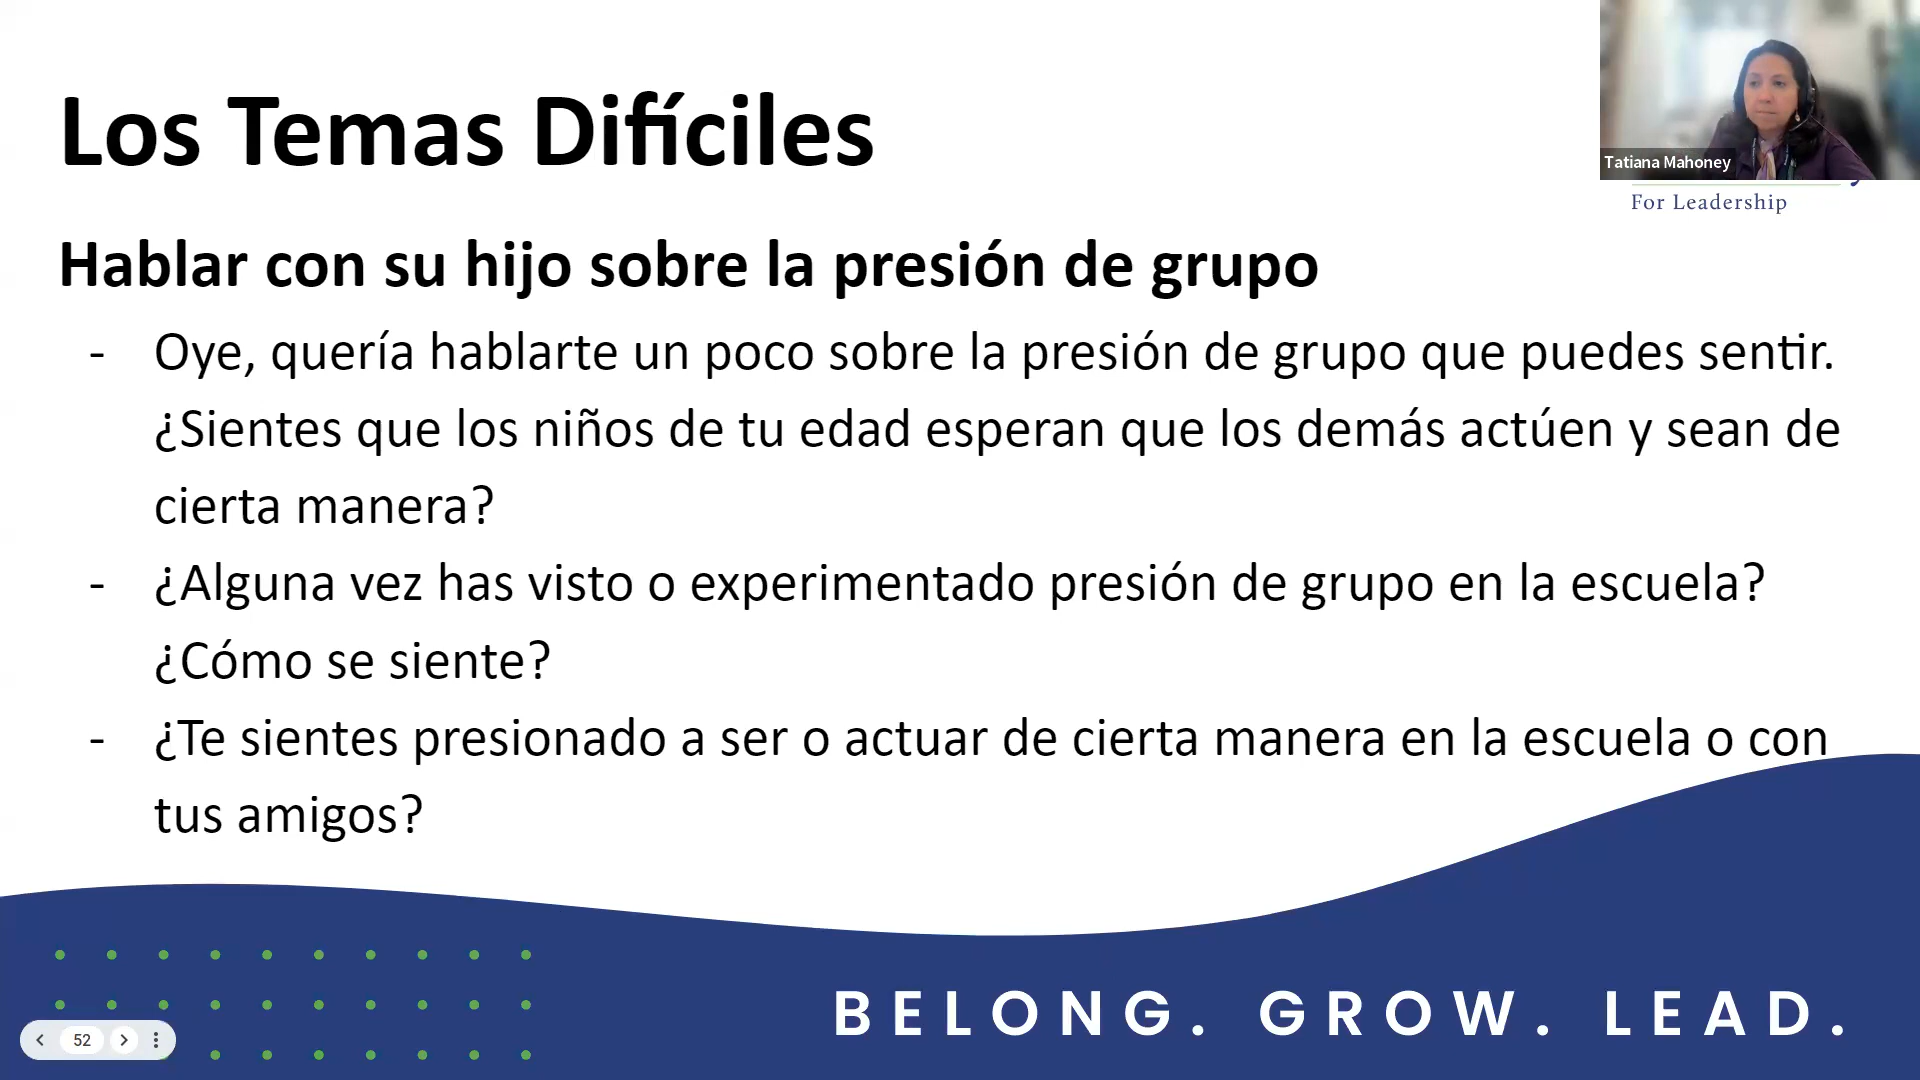 Los Temas Difíciles
Tatiana Mahoney
For Leadership
Hablar con su hijo sobre la presión de grupo
- Oye, quería hablarte un poco sobre la presión de grupo que puedes sentir.
¿Sientes que los niños de tu edad esperan que los demás actúen y sean de
cierta manera?
- ¿Alguna vez has visto o experimentado presión de grupo en la escuela?
¿Cómo se siente?
- ¿Te sientes presionado a ser o actuar de cierta manera en la escuela o con
tus amigos?
BELONG. GROW. LEAD.
52